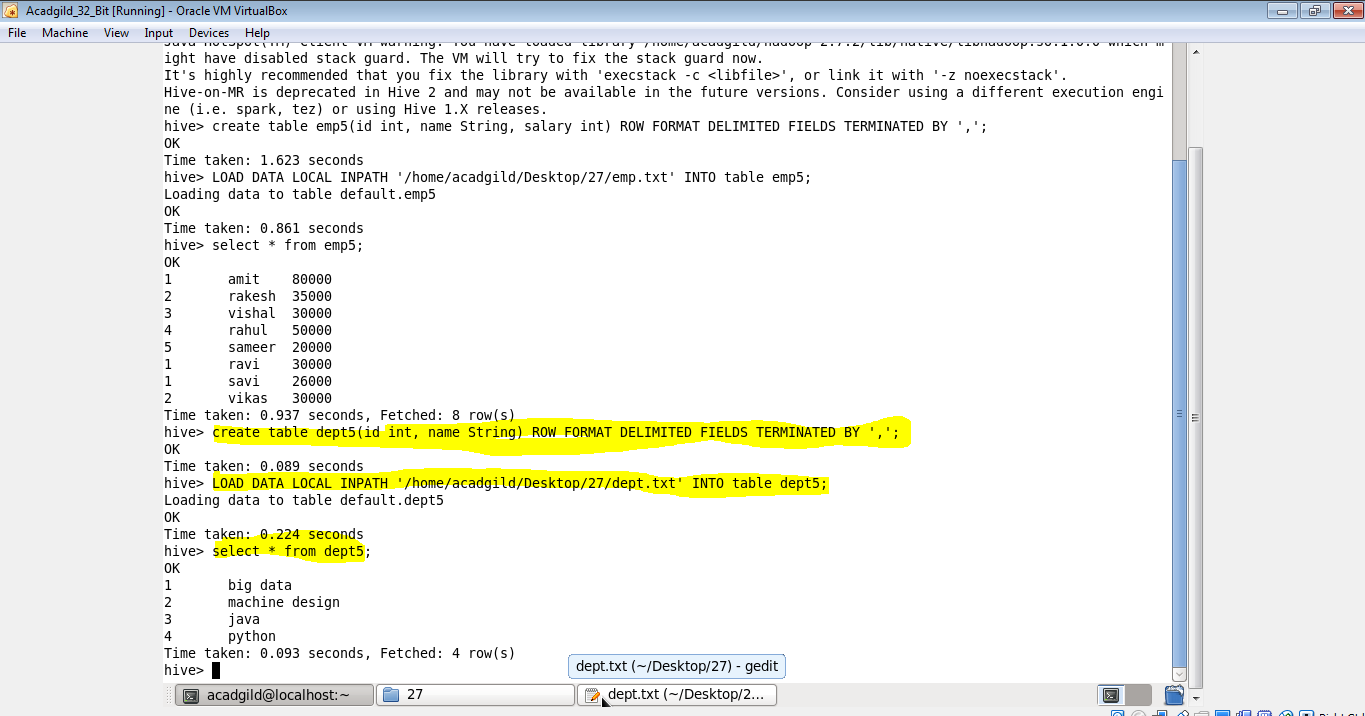 Acadgild_32_Bit [Running] - Oracle VM VirtualBox
File Machine View Input Devices Help
ight have disabled stack guard. The VM will try to fix the stack guard now.
It's highly recommended that you fix the library with 'execstack -c <libfile>', or link it with '-z noexecstack'.
Hive-on-MR is deprecated in Hive 2 and may not be available in the future versions. Consider using a different execution engi
ne (i.e. spark, tez) or using Hive 1.X releases.
hive> create table emp5(id int, name String, salary int) ROW FORMAT DELIMITED FIELDS TERMINATED BY ',';
OK
Time taken: 1.623 seconds
hive> LOAD DATA LOCAL INPATH '/home/acadgild/Desktop/27/emp.txt' INTO table emp5;
Loading data to table default.emp5
OK
Time taken: 0.861 seconds
hive> select * from emp5;
OK
1 amit 80000
2 rakesh 35000
3 vishal 30000
4 rahul 50000
5 sameer 20000
1 ravi 30000
1 savi 26000
2 vikas 30000
Time taken: 0.937 seconds, Fetched: 8 row(s)
hive> create table dept5(id int, name String) ROW FORMAT DELIMITED FIELDS TERMINATED BY ',';
OK
Time taken: 0.089 seconds
hive> LOAD DATA LOCAL INPATH '/home/acadgild/Desktop/27/dept.txt' INTO table dept5;
Loading data to table default.dept5
OK
Time taken: 0.224 seconds
hive> select * from dept5;
OK
1 big data
2 machine design
3 java
4 python
Time taken: 0.093 seconds, Fetched: 4 row(s)
hive>
dept.txt (~/Desktop/27) - gedit
acadgild@localhost:~
27
dept.txt (~/Desktop/2...